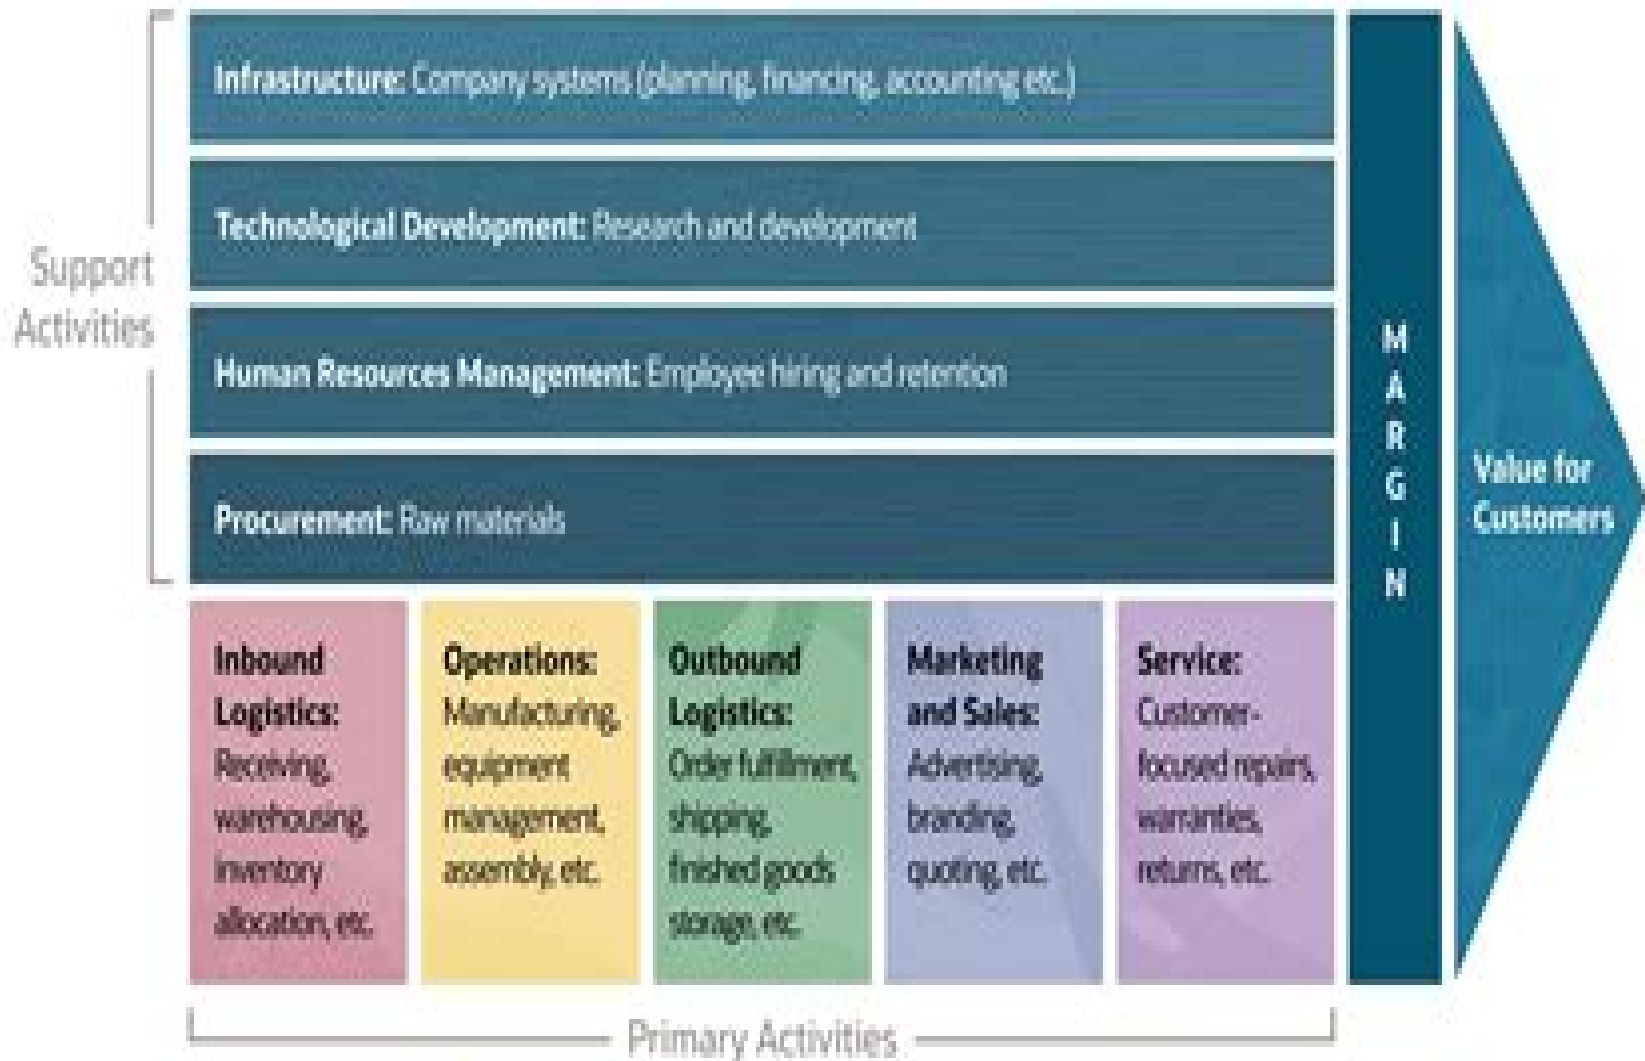 Support
Activities
Infrastructure: Company systems (planning, financing, accounting etc.)
Technological Development: Research and development
Human Resources Management: Employee hiring and retention
Procurement: Raw materials
Inbound
Logistics:
Receiving,
warehousing,
inventory
allocation, etc.
Operations:
Manufacturing,
equipment
management,
assembly, etc.
Outbound
Logistics:
Order fulfillment,
shipping,
finished goods
storage, etc.
Marketing
and Sales:
Advertising,
branding,
quoting, etc.
Service:
Customer-
focused repairs,
warranties,
returns, etc.
MARGIN
Value for
Customers
Primary Activities